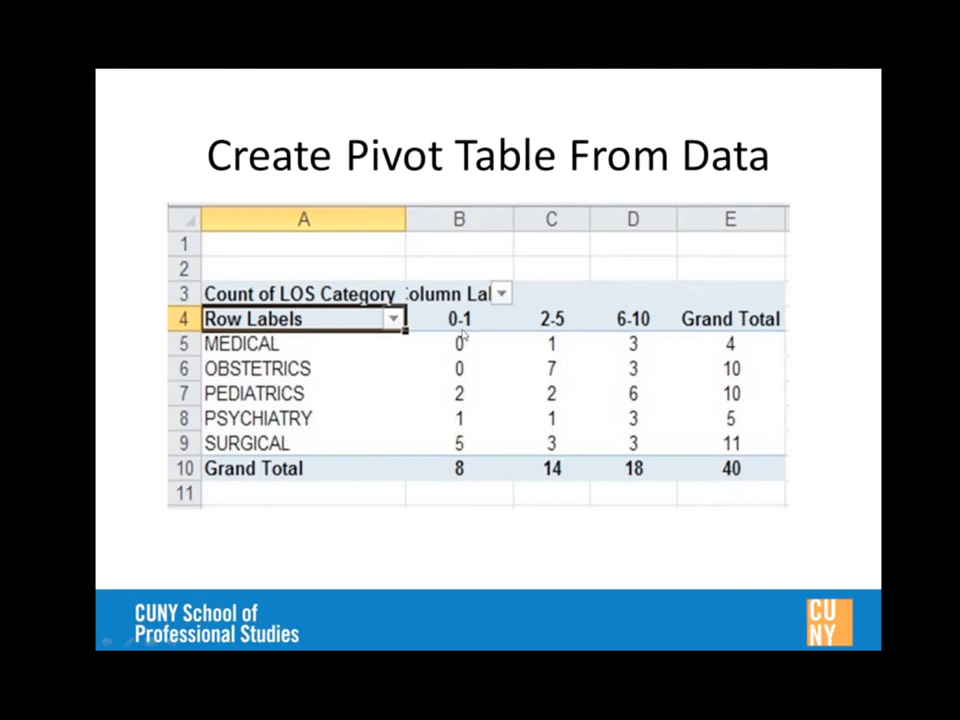 Create Pivot Table From Data
A B C D E
1
2
3 Count of LOS Category Column Lal
4 Row Labels 0-1 2-5 6-10 Grand Total
5 MEDICAL 0 1 3 4
6 OBSTETRICS 0 7 3 10
7 PEDIATRICS 2 2 6 10
8 PSYCHIATRY 1 1 3 5
9 SURGICAL 5 3 3 11
10 Grand Total 8 14 18 40
11
CUNY School of
Professional Studies
CU
NY